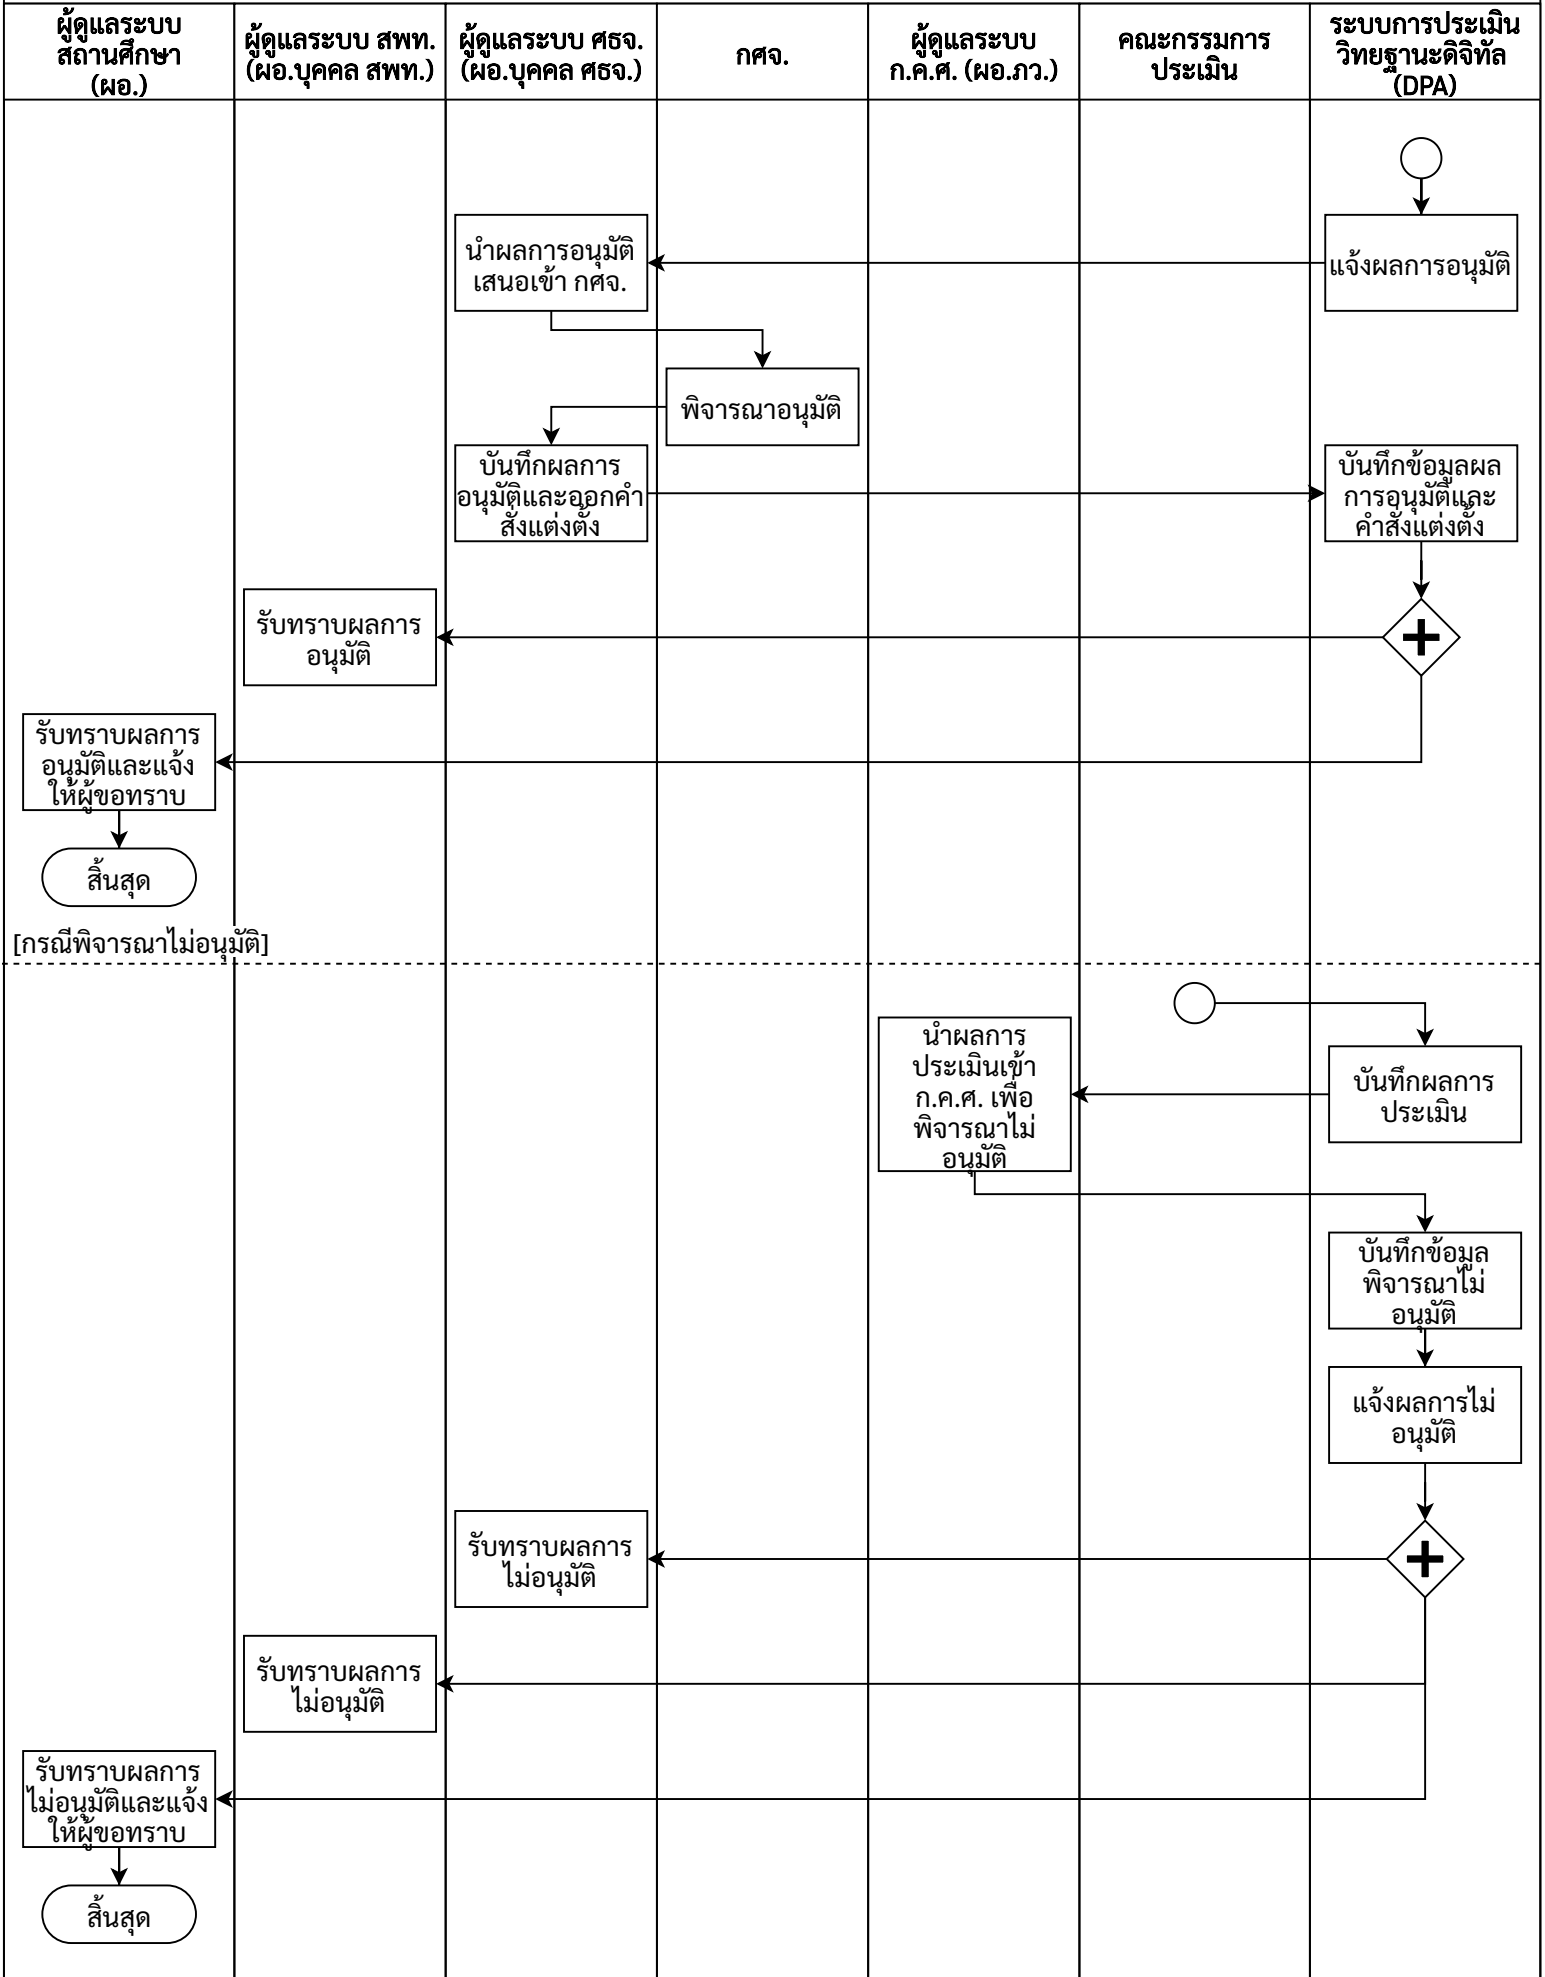 ผู้ดูแลระบบ
สถานศึกษา
(ผอ.)
ผู้ดูแลระบบ สพท.
(ผอ.บุคคล สพท.)
ผู้ดูแลระบบ ศธจ.
(ผอ.บุคคล ศธจ.)
กศจ.
ผู้ดูแลระบบ
ก.ค.ศ. (ผอ.ภว.)
คณะกรรมการ
ประเมิน
ระบบการประเมิน
วิทยฐานะดิจิทัล
(DPA)
นำผลการอนุมัติ
เสนอเข้า กศจ.
แจ้งผลการอนุมัติ
พิจารณาอนุมัติ
บันทึกผลการ
อนุมัติและออกคำ
สั่งแต่งตั้ง
บันทึกข้อมูลผล
การอนุมัติและ
คำสั่งแต่งตั้ง
รับทราบผลการ
อนุมัติ
รับทราบผลการ
อนุมัติและแจ้ง
ให้ผู้ขอทราบ
สิ้นสุด
[กรณีพิจารณาไม่อนุมัติ]
นำผลการ
ประเมินเข้า
ก.ค.ศ. เพื่อ
พิจารณาไม่
อนุมัติ
บันทึกผลการ
ประเมิน
บันทึกข้อมูล
พิจารณาไม่
อนุมัติ
แจ้งผลการไม่
อนุมัติ
รับทราบผลการ
ไม่อนุมัติ
รับทราบผลการ
ไม่อนุมัติ
รับทราบผลการ
ไม่อนุมัติและแจ้ง
ให้ผู้ขอทราบ
สิ้นสุด